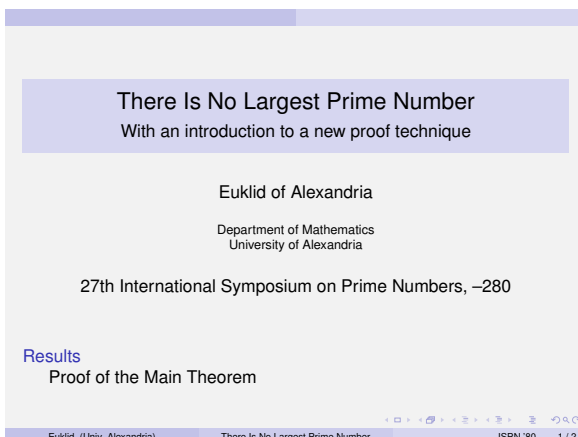 There Is No Largest Prime Number
With an introduction to a new proof technique
Euklid of Alexandria
Department of Mathematics
University of Alexandria
27th International Symposium on Prime Numbers, –280
Results
Proof of the Main Theorem
Euklid (Univ. Alexandria) There Is No Largest Prime Number ISPN '80 1 / 2